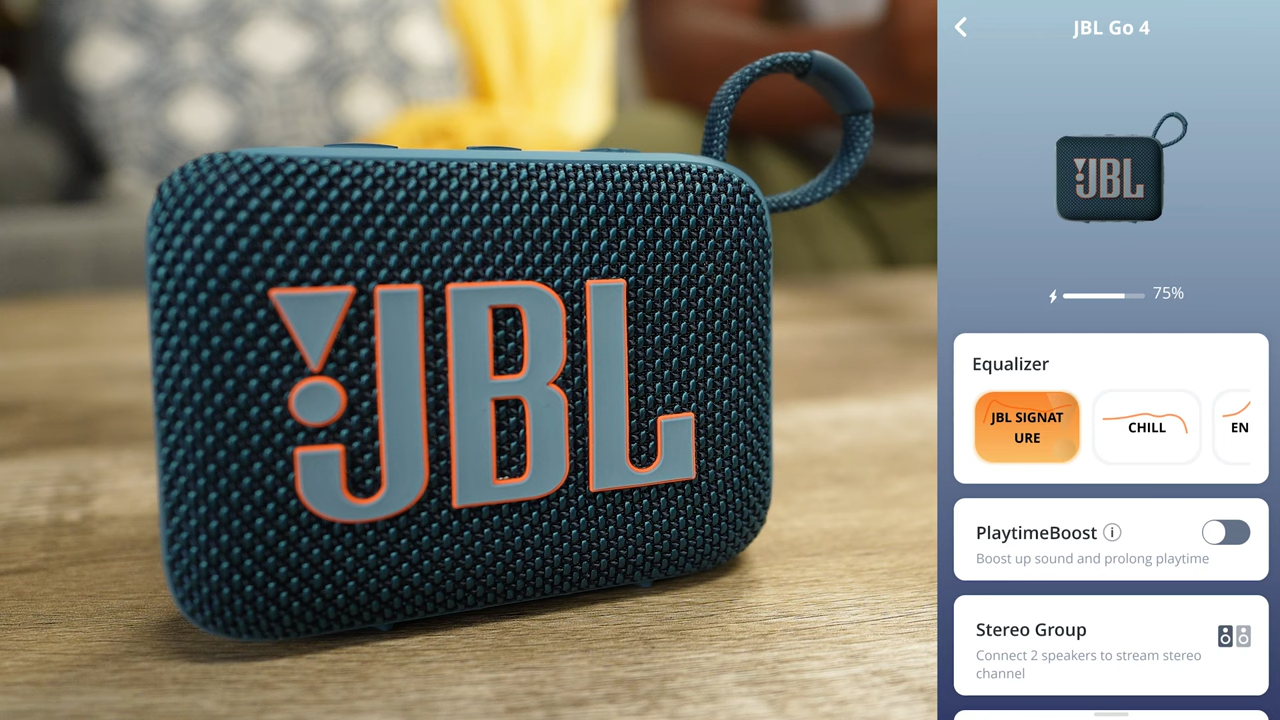 JBL
JBL Go 4
JBL
75%
Equalizer
JBL SIGNAT
URE
CHILL
EN
PlaytimeBoost
Boost up sound and prolong playtime
Stereo Group
Connect 2 speakers to stream stereo
channel